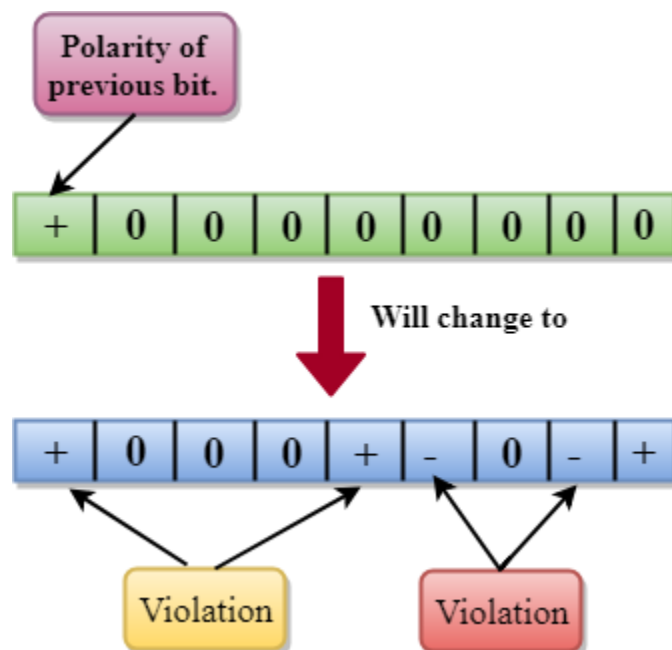 Polarity of
previous bit.
+ 0 0 0 0 0 0 0 0
Will change to
+ 0 0 0 + - 0 - +
Violation Violation